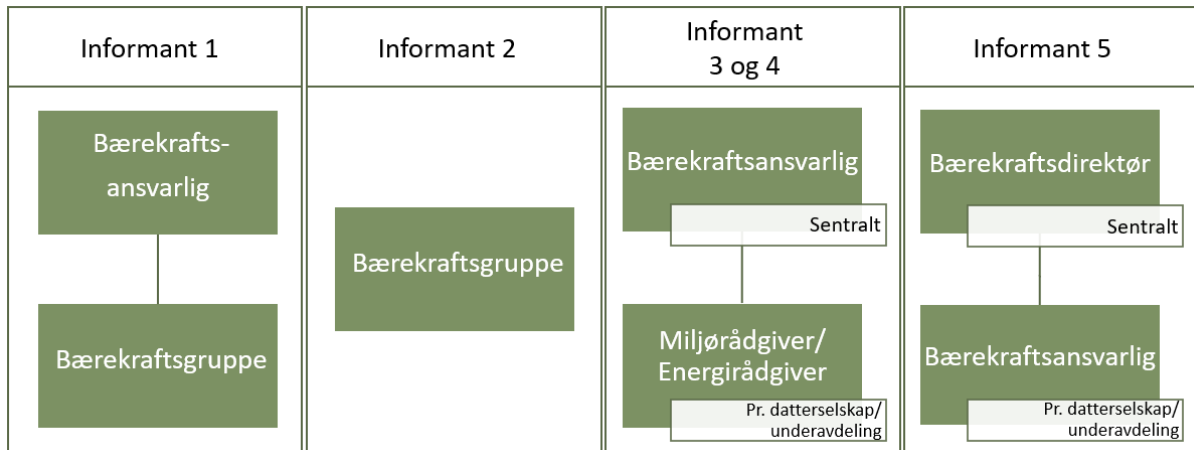 Informant 1
Bærekrafts-
ansvarlig
Bærekraftsgruppe
Informant 2
Bærekraftsgruppe
Informant
3 og 4
Bærekraftsansvarlig
Sentralt
Miljørådgiver/
Energirådgiver
Pr. datterselskap/
underavdeling
Informant 5
Bærekraftsdirektør
Sentralt
Bærekraftsansvarlig
Pr. datterselskap/
underavdeling